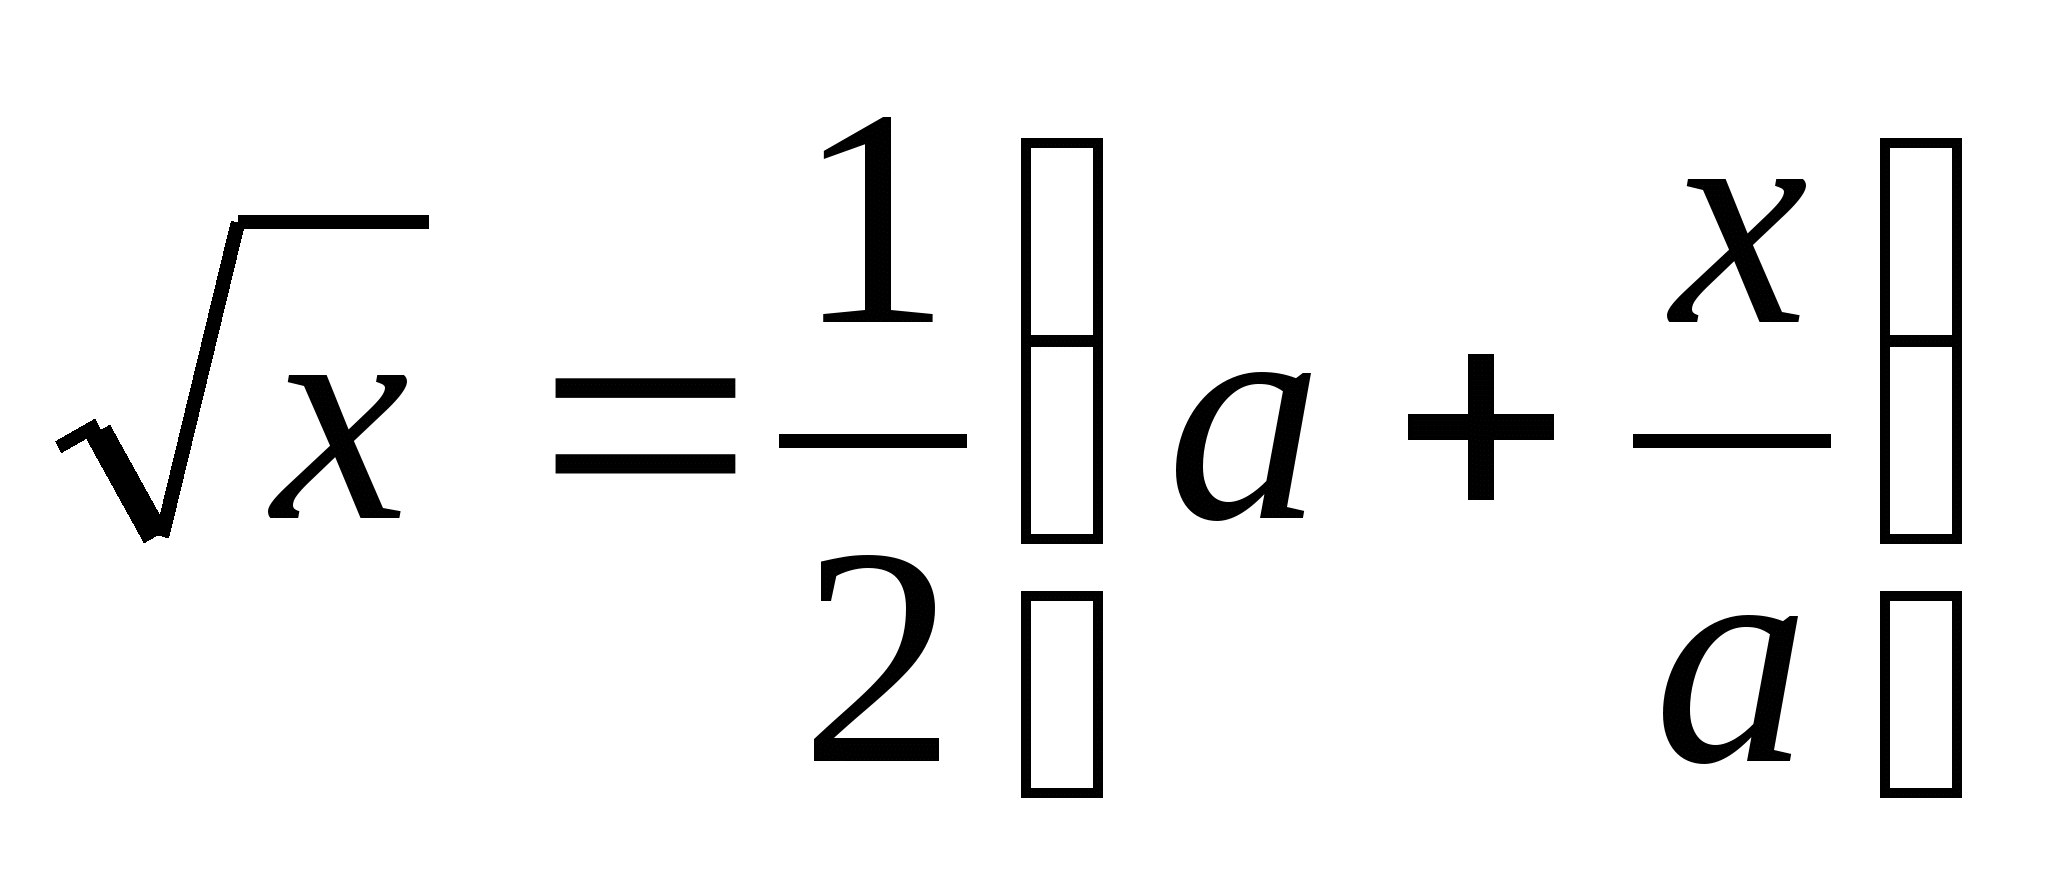 √x = 1/2 (a + x/a)